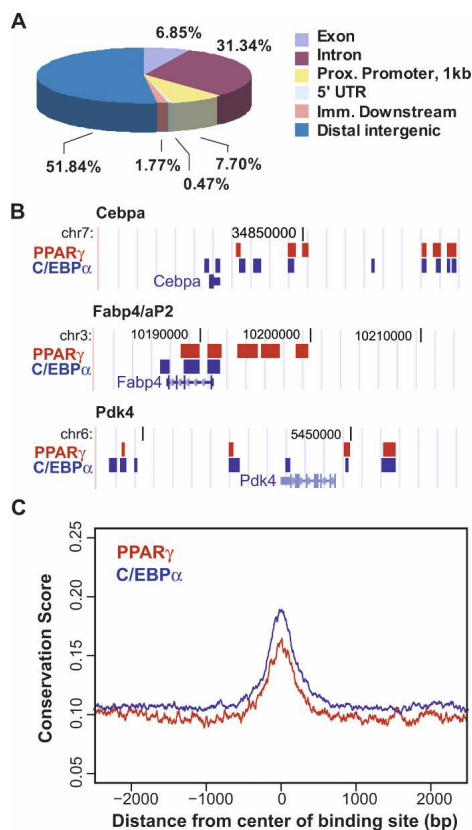 A
6.85%
31.34%
51.84%
1.77%
0.47%
7.70%
Exon
Intron
Prox. Promoter, 1kb
5' UTR
Imm. Downstream
Distal intergenic
B
Cebpa
chr7:
34850000
PPARγ
C/EBPα
Cebpa
Fabp4/aP2
chr3:
10190000
10200000
10210000
PPARγ
C/EBPα
Fabp4
Pdk4
chr6:
5450000
PPARγ
C/EBPα
Pdk4
C
PPARγ
C/EBPα
Conservation Score
0.25
0.20
0.15
0.10
0.05
−2000
−1000
0
1000
2000
Distance from center of binding site (bp)